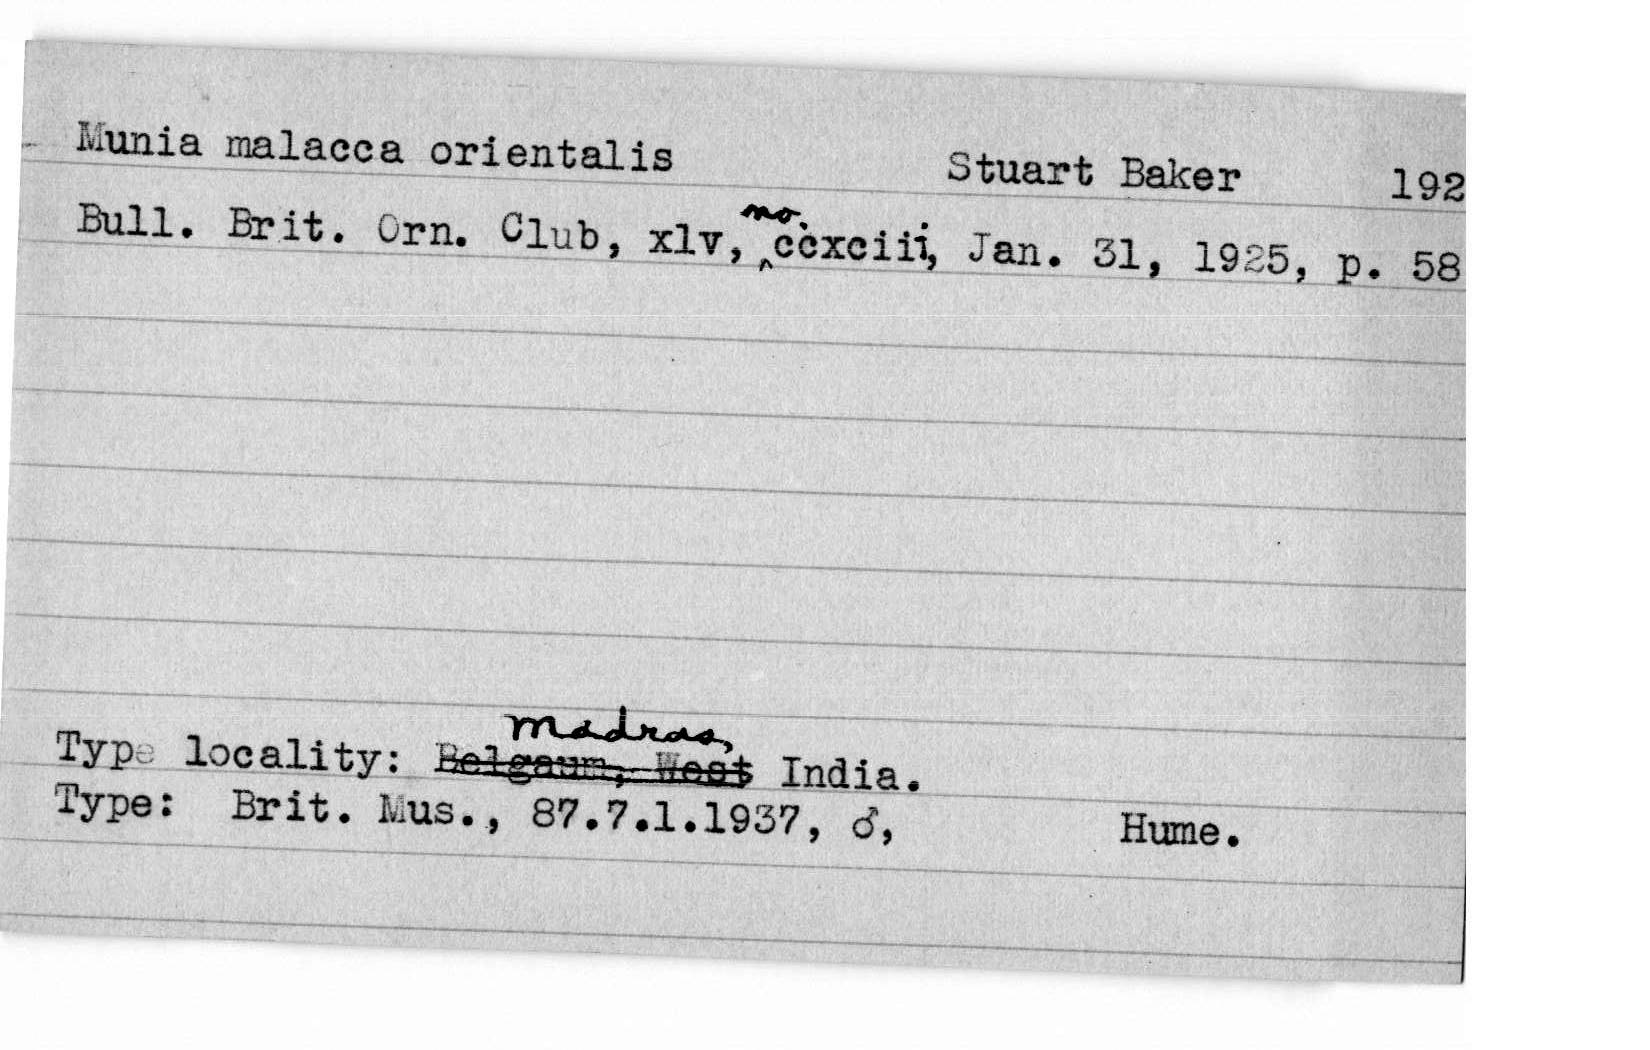 Munia malacca orientalis Stuart Baker 192
Bull. Brit. Orn. Club, xlv, no. ccxciii, Jan. 31, 1925, p. 58
Type locality: Madras, ~~Belgaum, West~~ India.
Type: Brit. Mus., 87.7.1.1937, ♂, Hume.